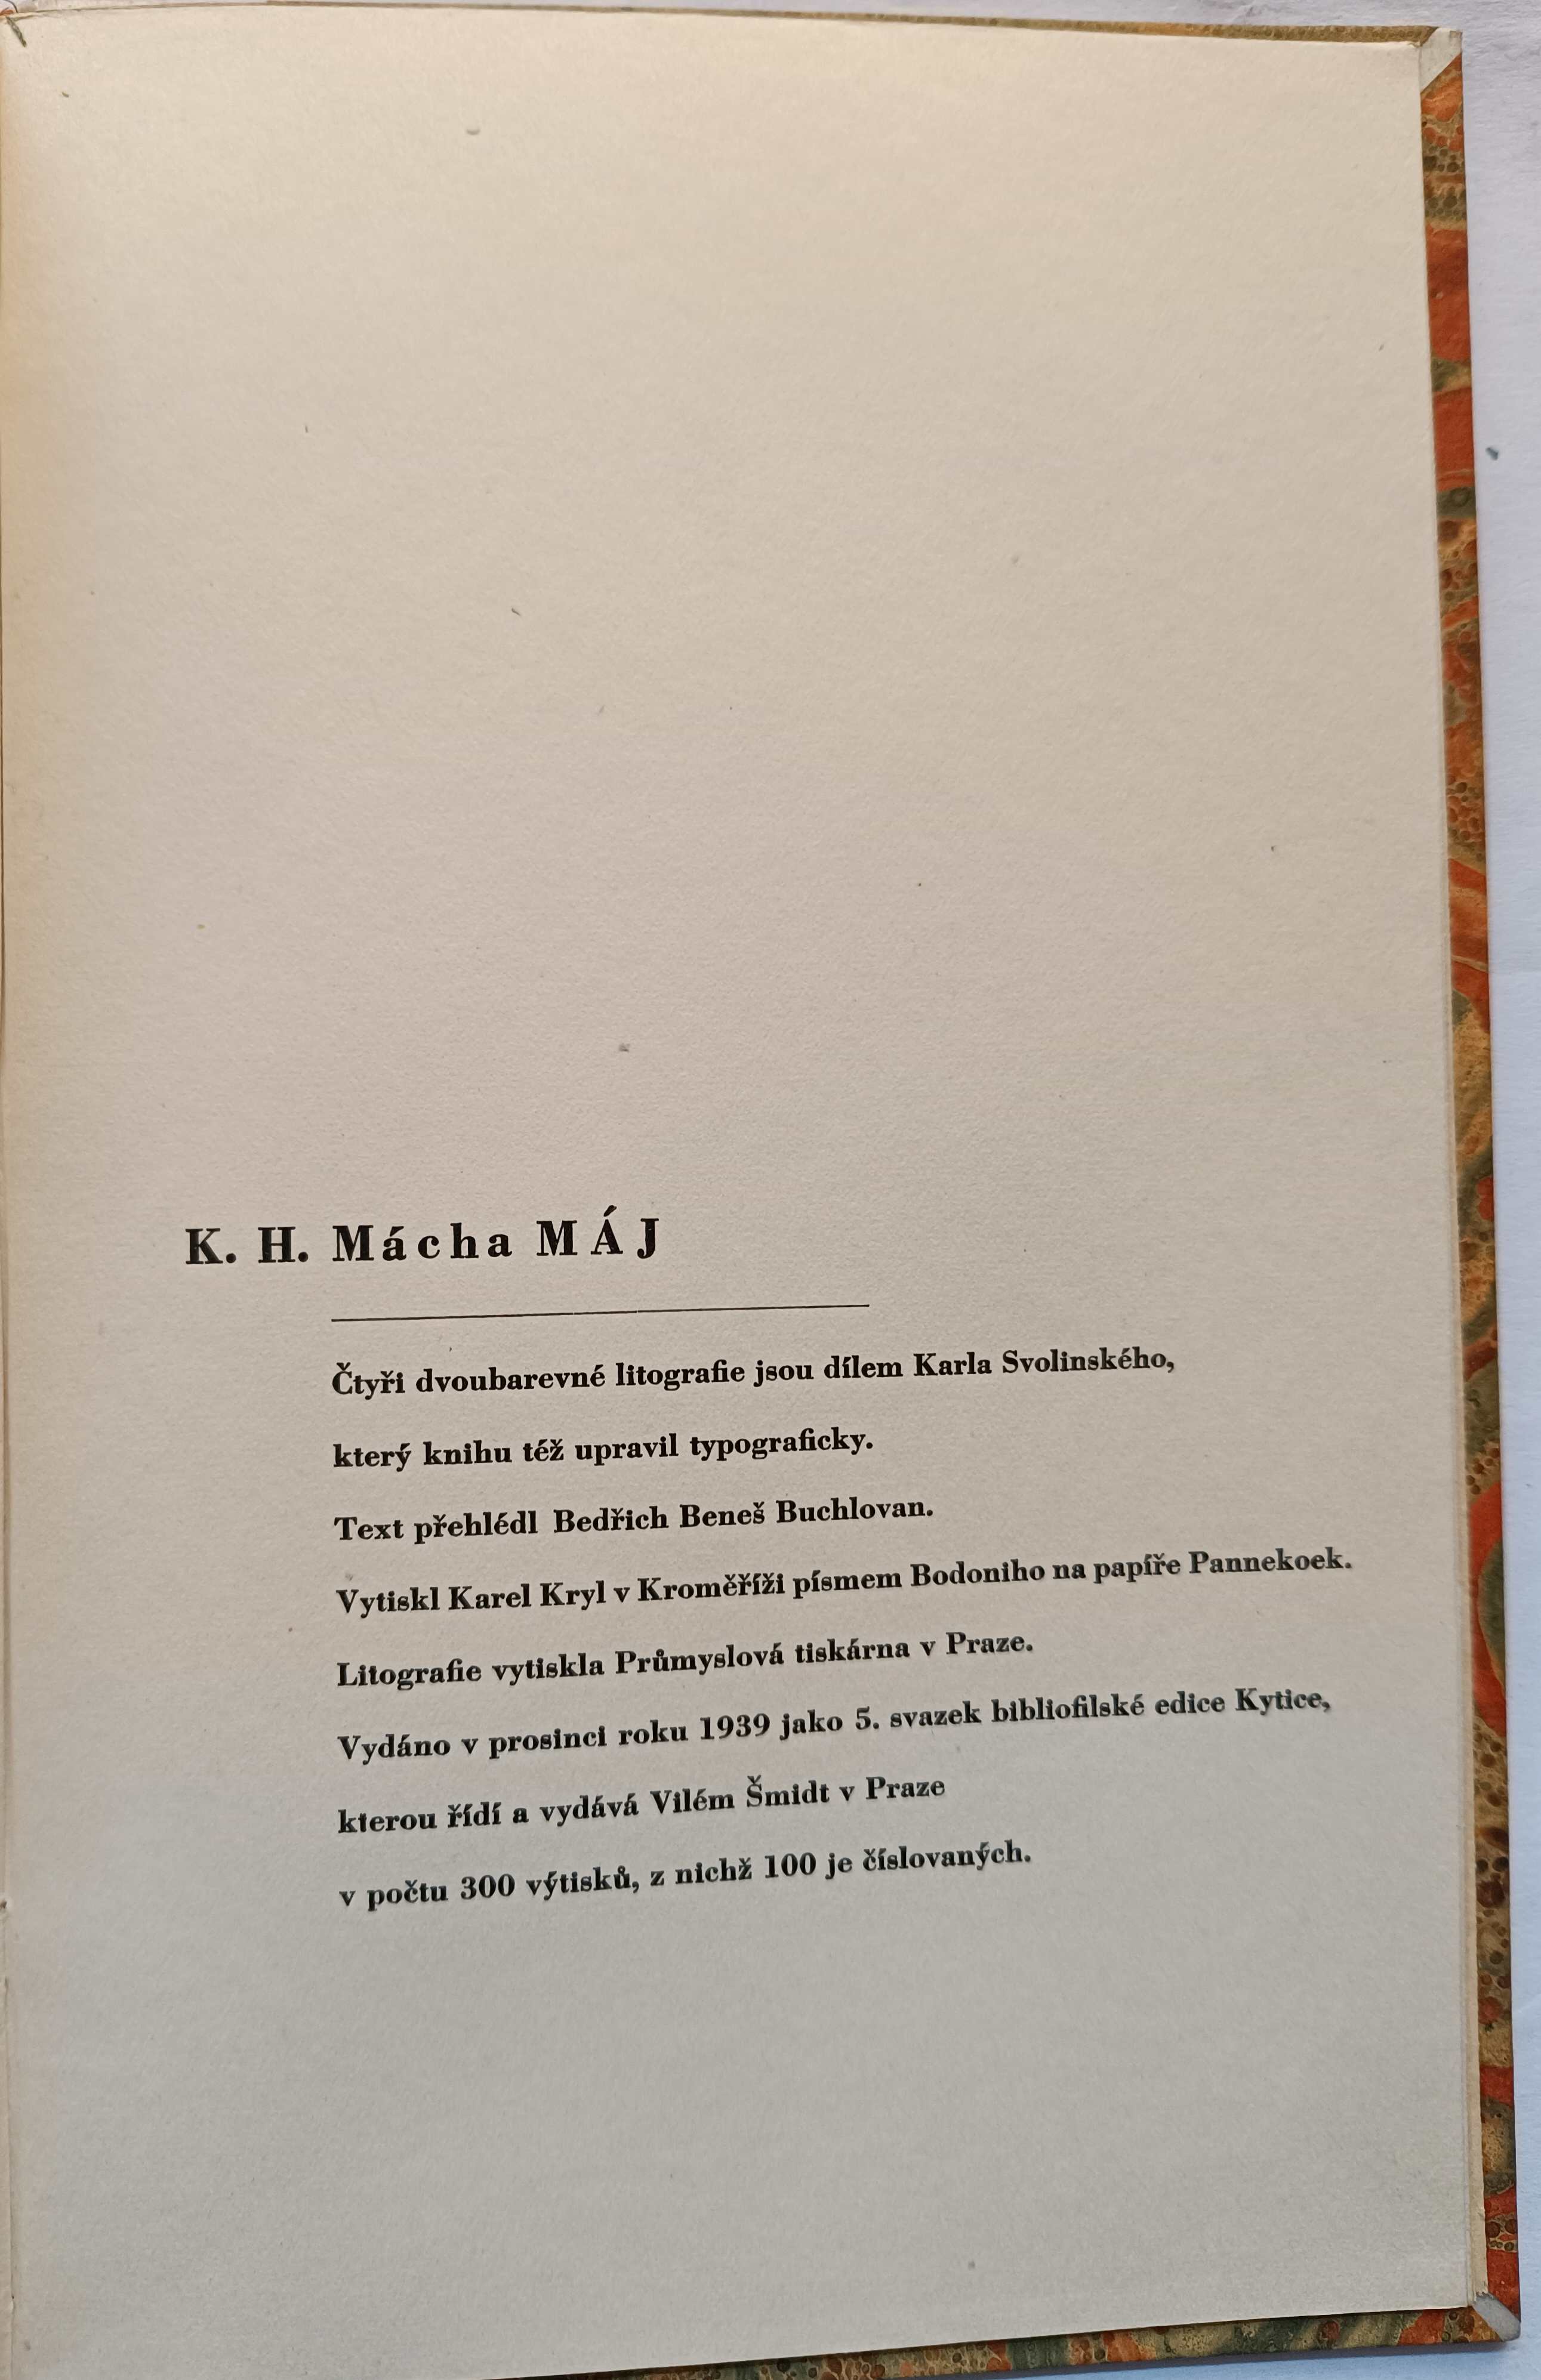 K. H. Mácha MÁJ
Čtyři dvoubarevné litografie jsou dílem Karla Svolinského,
který knihu též upravil typograficky.
Text přehlédl Bedřich Beneš Buchlovan.
Vytiskl Karel Kryl v Kroměříži písmem Bodoniho na papíře Pannekoek.
Litografie vytiskla Průmyslová tiskárna v Praze.
Vydáno v prosinci roku 1939 jako 5. svazek bibliofilské edice Kytice,
kterou řídí a vydává Vilém Šmidt v Praze
v počtu 300 výtisků, z nichž 100 je číslovaných.